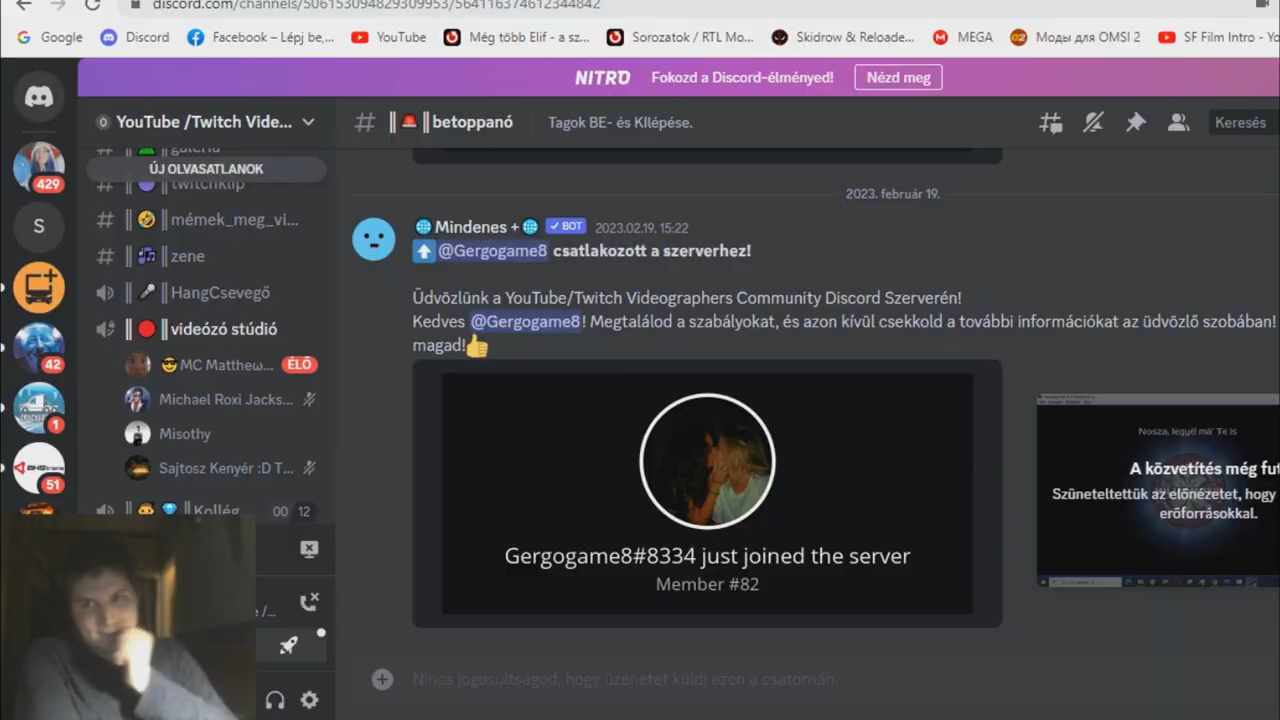 discord.com/channels/506153094829309953/564116374612344842
Google
Discord
Facebook – Lépj be,...
YouTube
Még több Elif - a sz...
Sorozatok / RTL Mo...
Skidrow & Reloade...
MEGA
Моды для OMSI 2
SF Film Intro - Yo
NITRO
Fokozd a Discord-élményed!
Nézd meg
YouTube /Twitch Vide...
betoppanó
Tagok BE- és KIlépése.
Keresés
galéria
ÚJ OLVASATLANOK
twitchklip
mémek_meg_vi...
zene
HangCsevegő
videózó stúdió
MC Matthew...
ÉLŐ
Michael Roxi Jacks...
Misothy
Sajtosz Kenyér :D T...
Kollég
00 12
429
S
42
1
51
2023. február 19.
Mindenes +
BOT
2023.02.19. 15:22
@Gergogame8 csatlakozott a szerverhez!
Üdvözlünk a YouTube/Twitch Videographers Community Discord Szerverén!
Kedves @Gergogame8! Megtalálod a szabályokat, és azon kívül csekkold a további információkat az üdvözlő szobában!
magad!👍
Gergogame8#8334 just joined the server
Member #82
Nosza, legyél má' Te is
A közvetítés még fut
Szüneteltettük az előnézetet, hogy
erőforrásokkal.
Nincs jogosultságod, hogy üzenetet küldj ezen a csatornán.